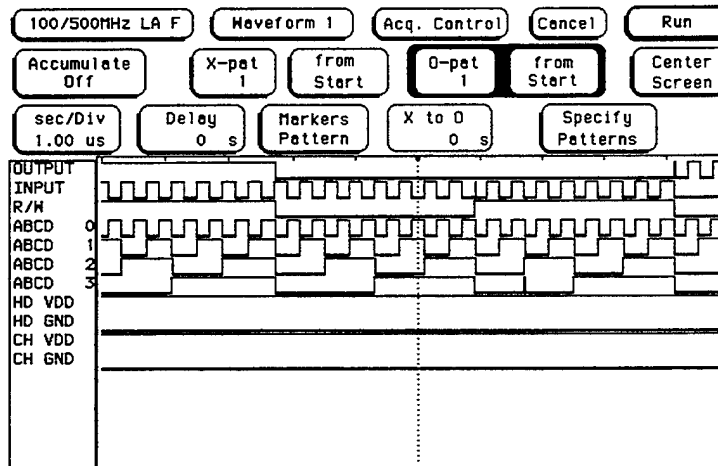 100/500MHz LA F Waveform 1 Acq. Control Cancel Run
Accumulate Off X-pat 1 from Start O-pat 1 from Start Center Screen
sec/Div 1.00 us Delay 0 s Markers Pattern X to O 0 s Specify Patterns
OUTPUT
INPUT
R/W
ABCD 0
ABCD 1
ABCD 2
ABCD 3
HD VDD
HD GND
CH VDD
CH GND